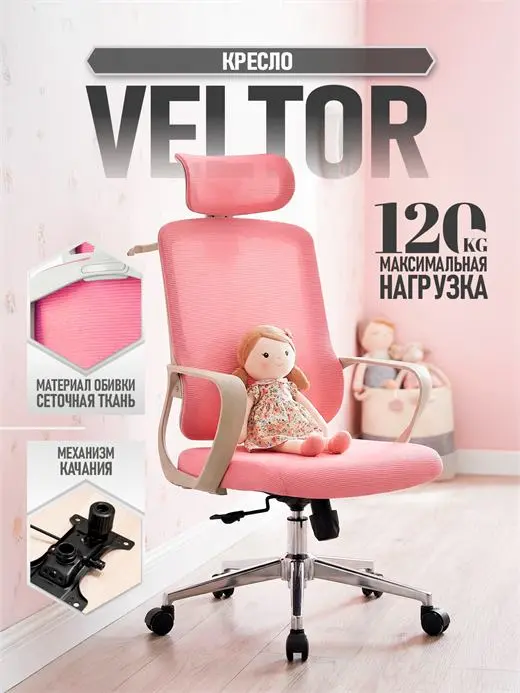 КРЕСЛО
VELTOR
120
KG
МАКСИМАЛЬНАЯ
НАГРУЗКА
МАТЕРИАЛ ОБИВКИ
СЕТОЧНАЯ ТКАНЬ
МЕХАНИЗМ
КАЧАНИЯ